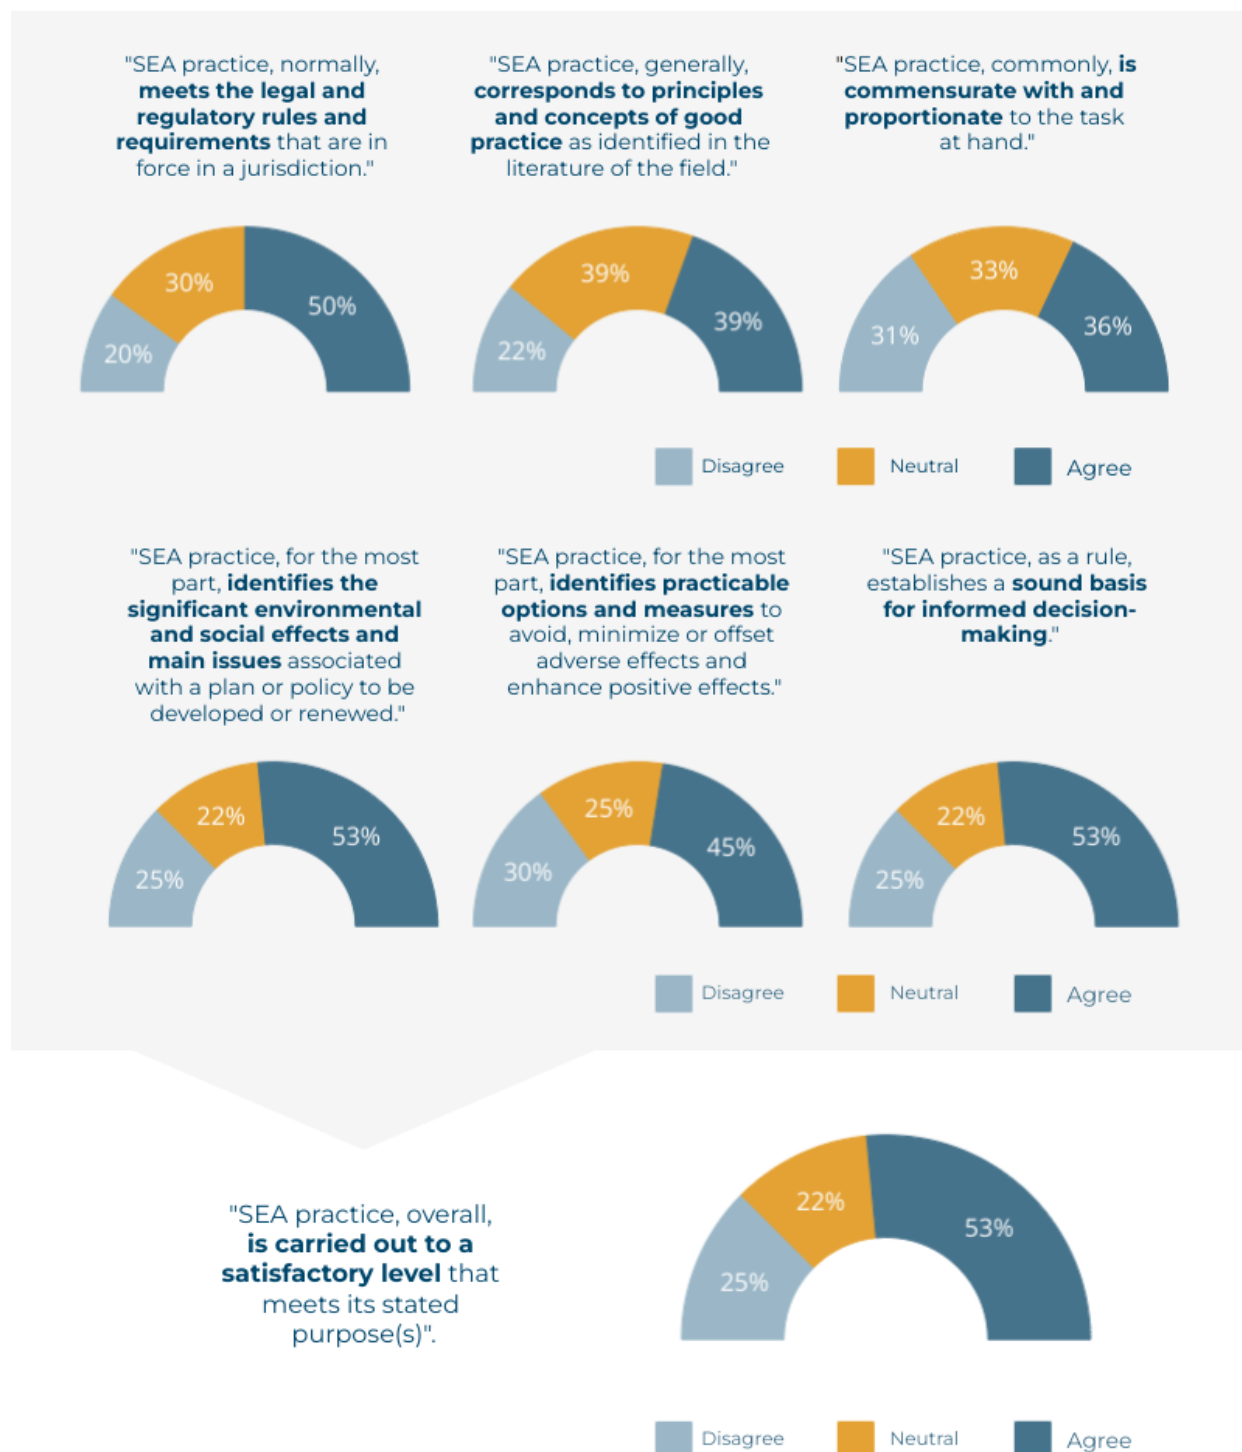 "SEA practice, normally,
meets the legal and
regulatory rules and
requirements that are in
force in a jurisdiction."
"SEA practice, generally,
corresponds to principles
and concepts of good
practice as identified in the
literature of the field."
"SEA practice, commonly, is
commensurate with and
proportionate to the task
at hand."
30%
50%
20%
39%
39%
22%
33%
36%
31%
Disagree
Neutral
Agree
"SEA practice, for the most
part, identifies the
significant environmental
and social effects and
main issues associated
with a plan or policy to be
developed or renewed."
"SEA practice, for the most
part, identifies practicable
options and measures to
avoid, minimize or offset
adverse effects and
enhance positive effects."
"SEA practice, as a rule,
establishes a sound basis
for informed decision-
making."
22%
53%
25%
25%
45%
30%
22%
53%
25%
Disagree
Neutral
Agree
"SEA practice, overall,
is carried out to a
satisfactory level that
meets its stated
purpose(s)".
22%
53%
25%
Disagree
Neutral
Agree